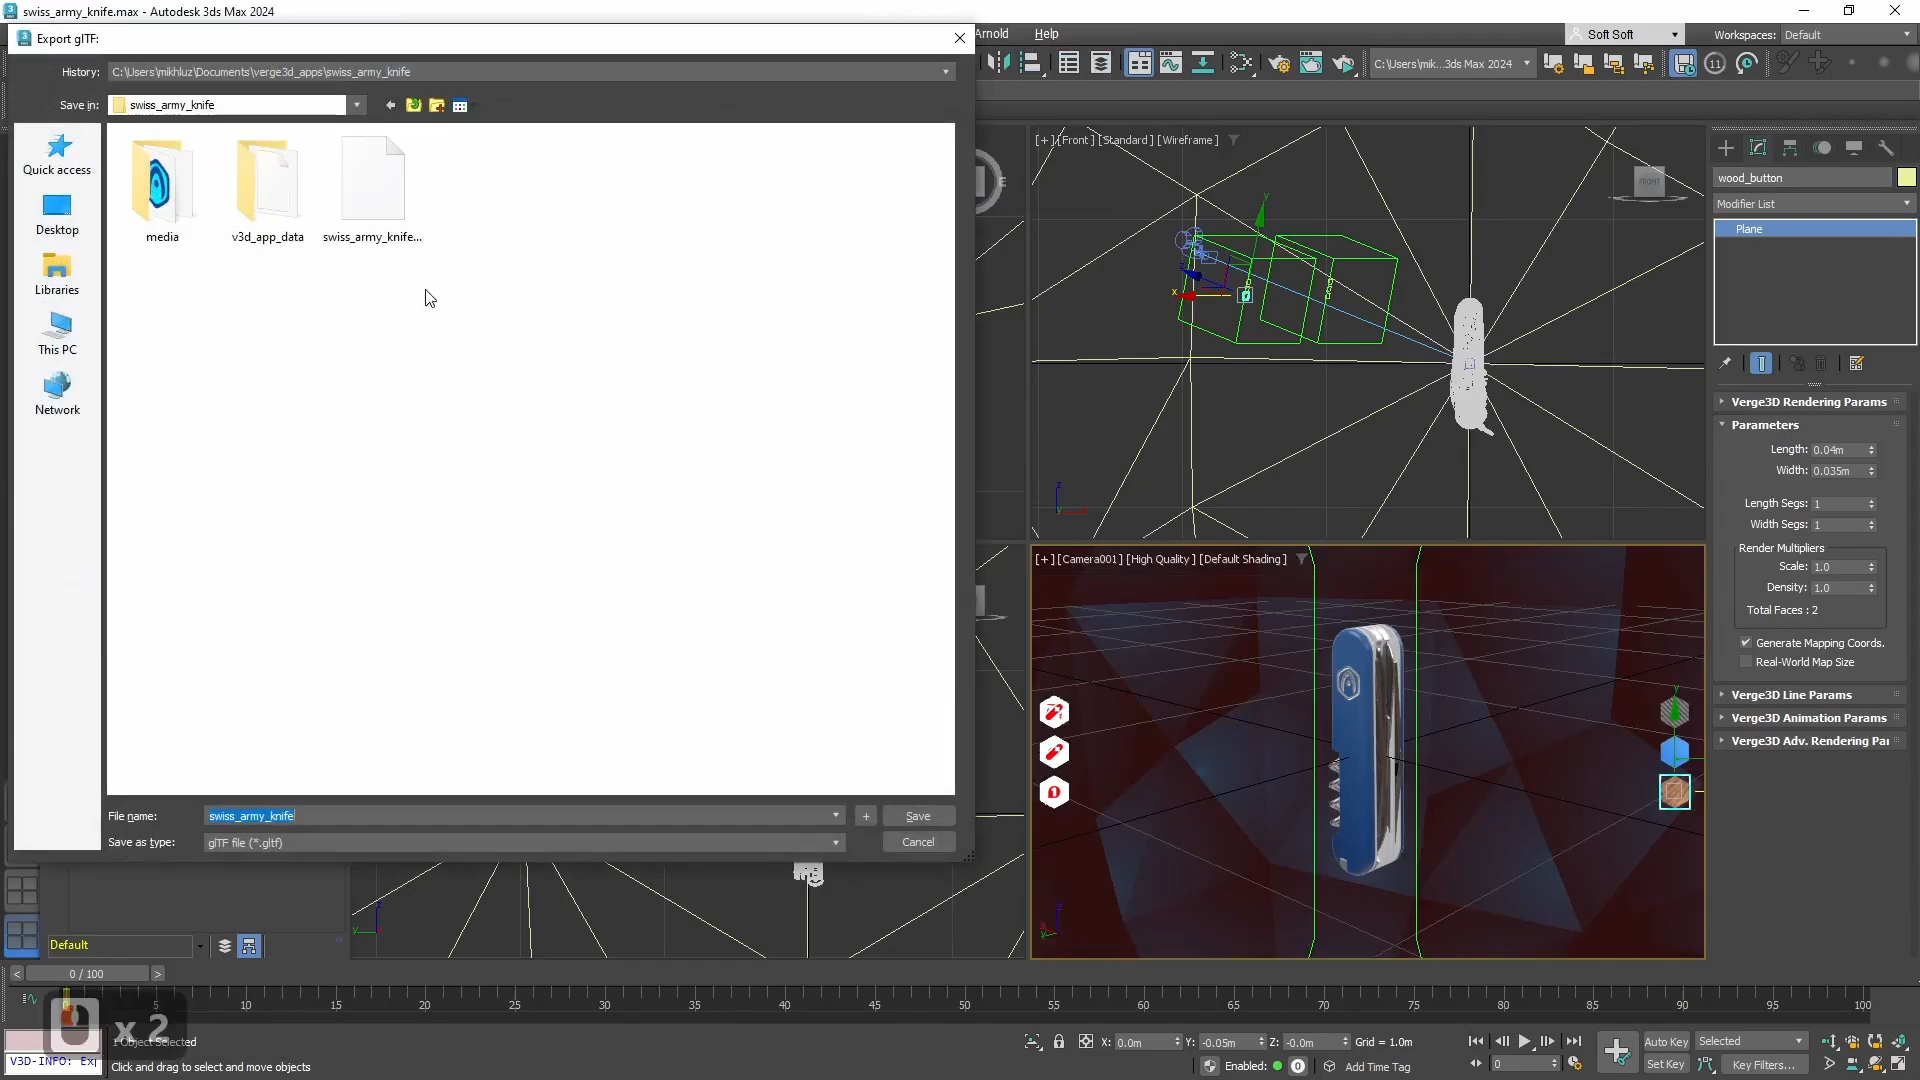 swiss_army_knife.max - Autodesk 3ds Max 2024
Export glTF:
Arnold Help
Soft Soft
Workspaces: Default
History: C:\Users\mikhluz\Documents\verge3d_apps\swiss_army_knife
C:\Users\mik...3ds Max 2024
11
Save in: swiss_army_knife
Quick access
Desktop
Libraries
This PC
Network
media
v3d_app_data
swiss_army_knife...
[+] [Front] [Standard] [Wireframe]
FRONT
E
y
x
z
wood_button
Modifier List
Plane
Verge3D Rendering Params
Parameters
Length: 0.04m
Width: 0.035m
Length Segs: 1
Width Segs: 1
Render Multipliers
Scale: 1.0
Density: 1.0
Total Faces : 2
Generate Mapping Coords.
Real-World Map Size
Verge3D Line Params
Verge3D Animation Params
Verge3D Adv. Rendering Par
[+] [Camera001] [High Quality] [Default Shading]
File name: swiss_army_knife
+
Save
Save as type: glTF file (*.gltf)
Cancel
Default
0 / 100
5 10 15 20 25 30 35 40 45 50 55 60 65 70 75 80 85 90 95 100
x 2
1 Object Selected
V3D-INFO: Exp
Click and drag to select and move objects
X: 0.0m Y: -0.05m Z: -0.0m Grid = 1.0m
Enabled: 0 Add Time Tag
0
Auto Key Selected
Set Key Key Filters...